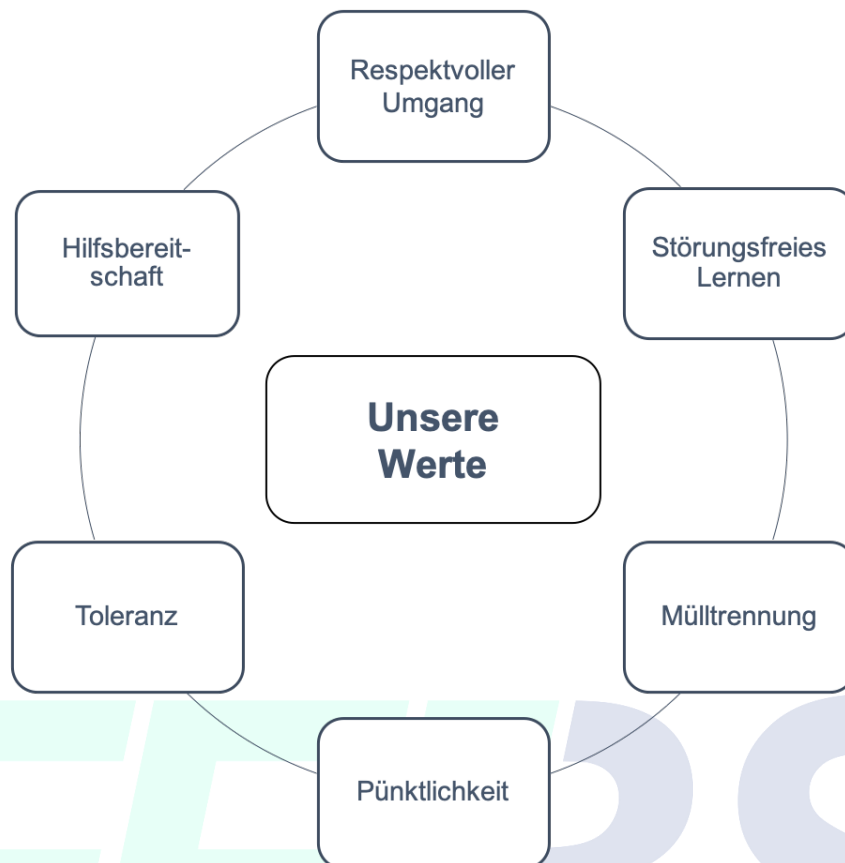 Respektvoller
Umgang
Hilfsbereit-
schaft
Störungsfreies
Lernen
Unsere
Werte
Toleranz
Mülltrennung
Pünktlichkeit